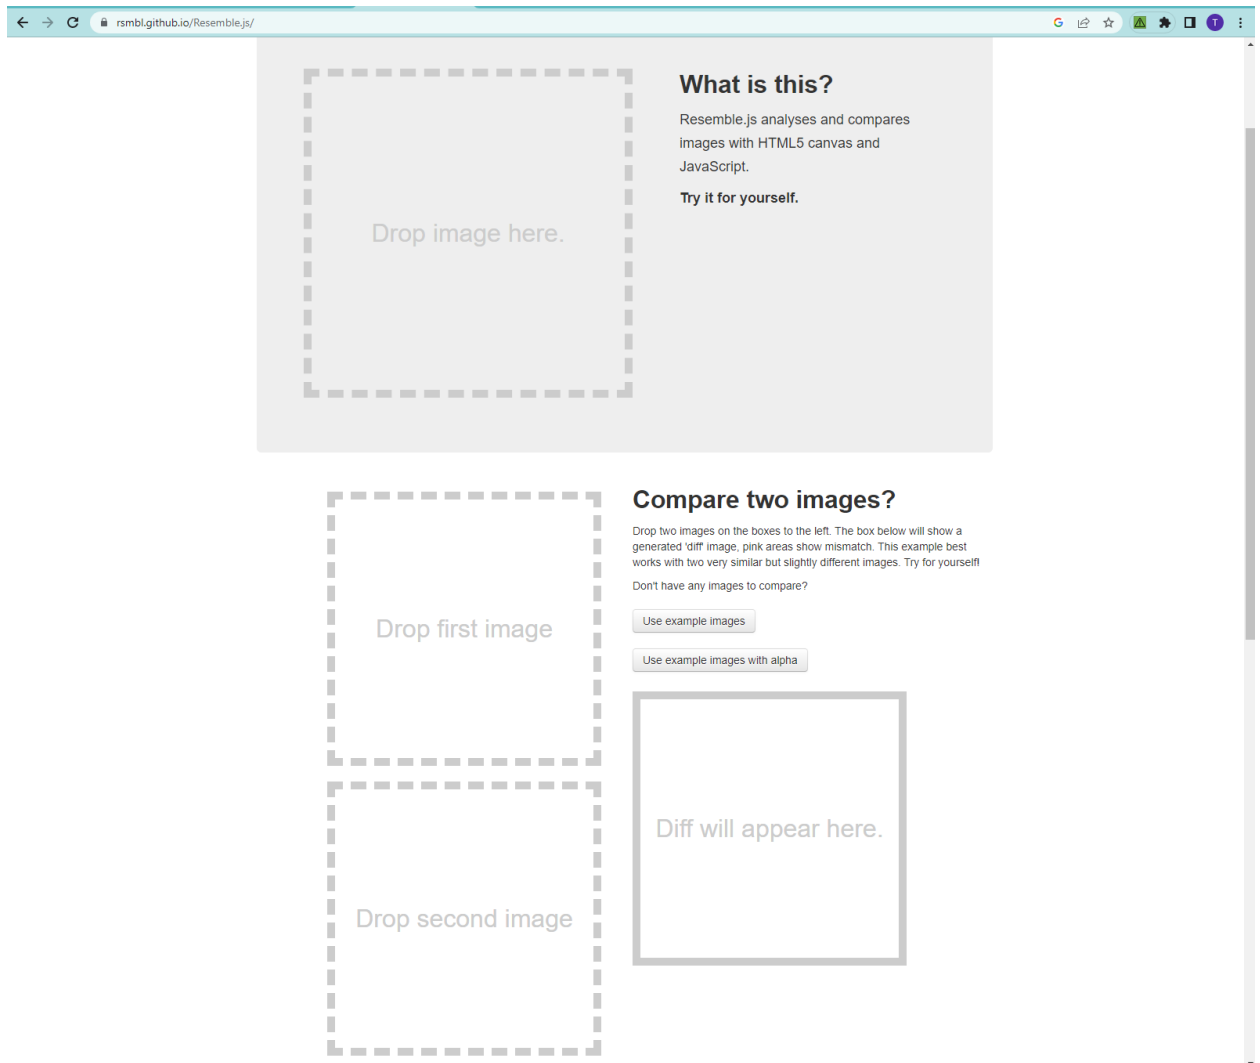 rsmbl.github.io/Resemble.js/
G
T
Drop image here.
What is this?
Resemble.js analyses and compares
images with HTML5 canvas and
JavaScript.
Try it for yourself.
Drop first image
Drop second image
Compare two images?
Drop two images on the boxes to the left. The box below will show a
generated 'diff' image, pink areas show mismatch. This example best
works with two very similar but slightly different images. Try for yourself!
Don't have any images to compare?
Use example images
Use example images with alpha
Diff will appear here.